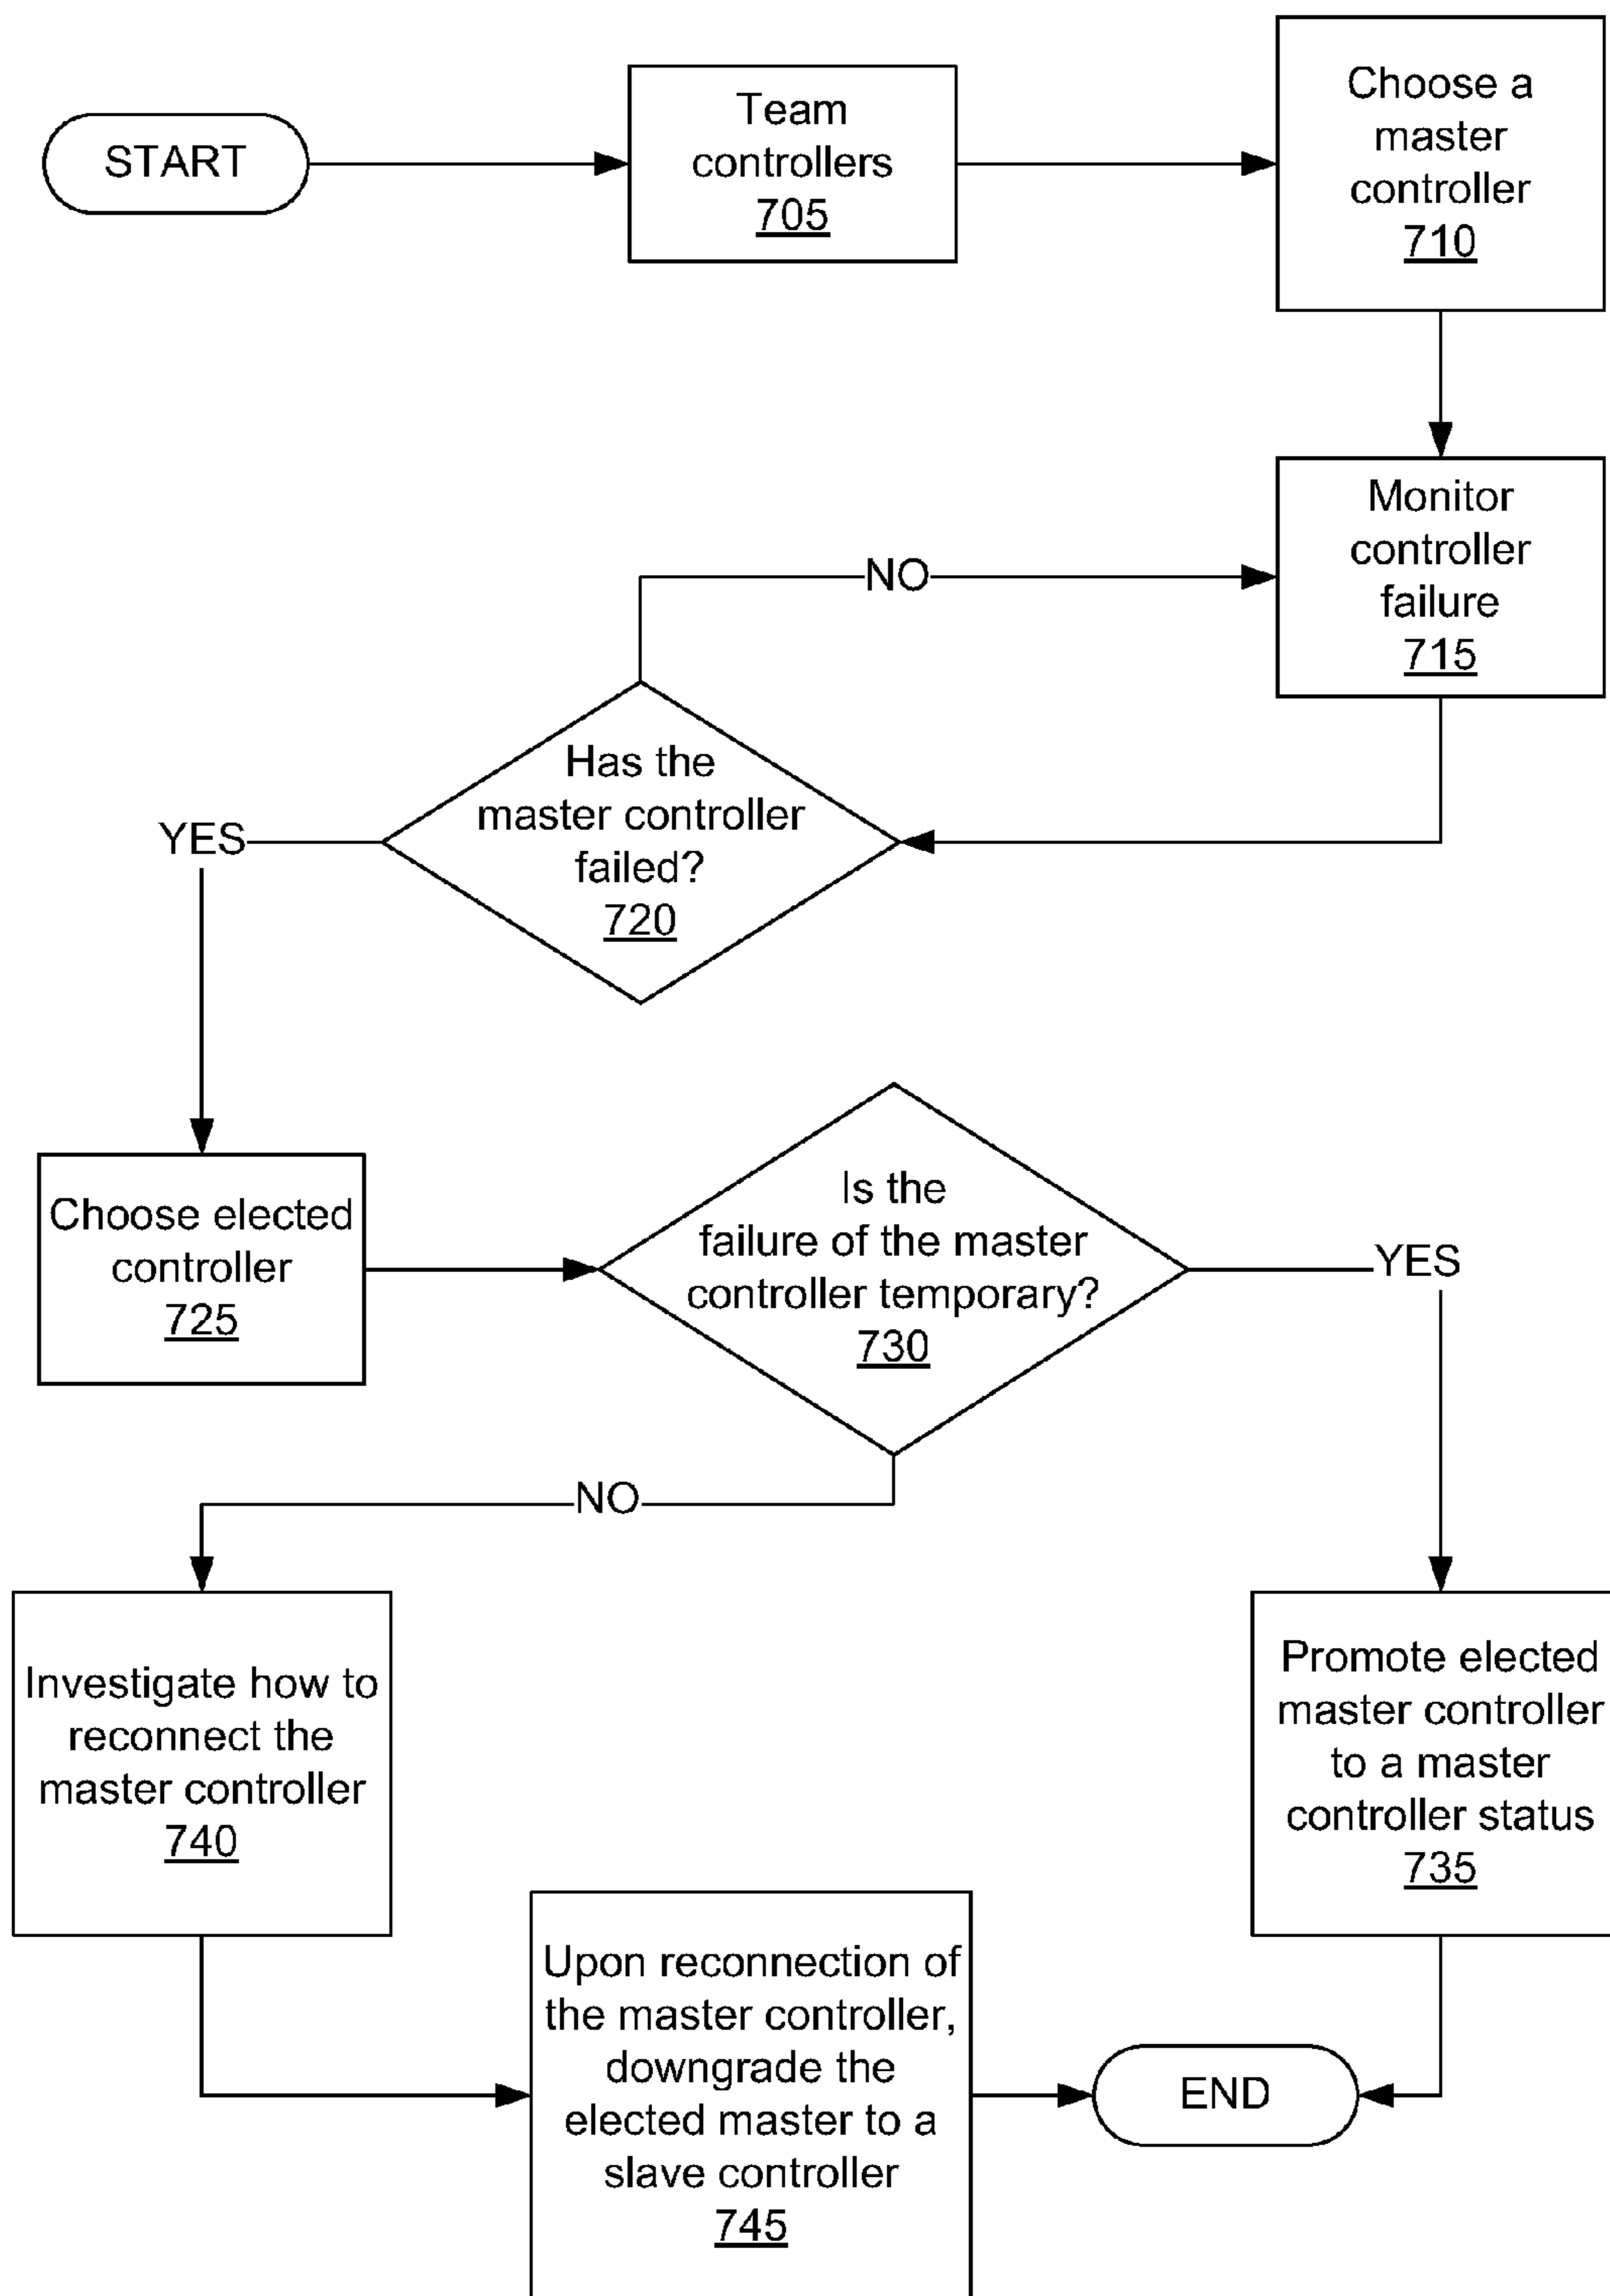 START
Team
controllers
705
Choose a
master
controller
710
Monitor
controller
failure
715
NO
Has the
master controller
failed?
720
YES
Choose elected
controller
725
Is the
failure of the master
controller temporary?
730
YES
NO
Investigate how to
reconnect the
master controller
740
Promote elected
master controller
to a master
controller status
735
Upon reconnection of
the master controller,
downgrade the
elected master to a
slave controller
745
END